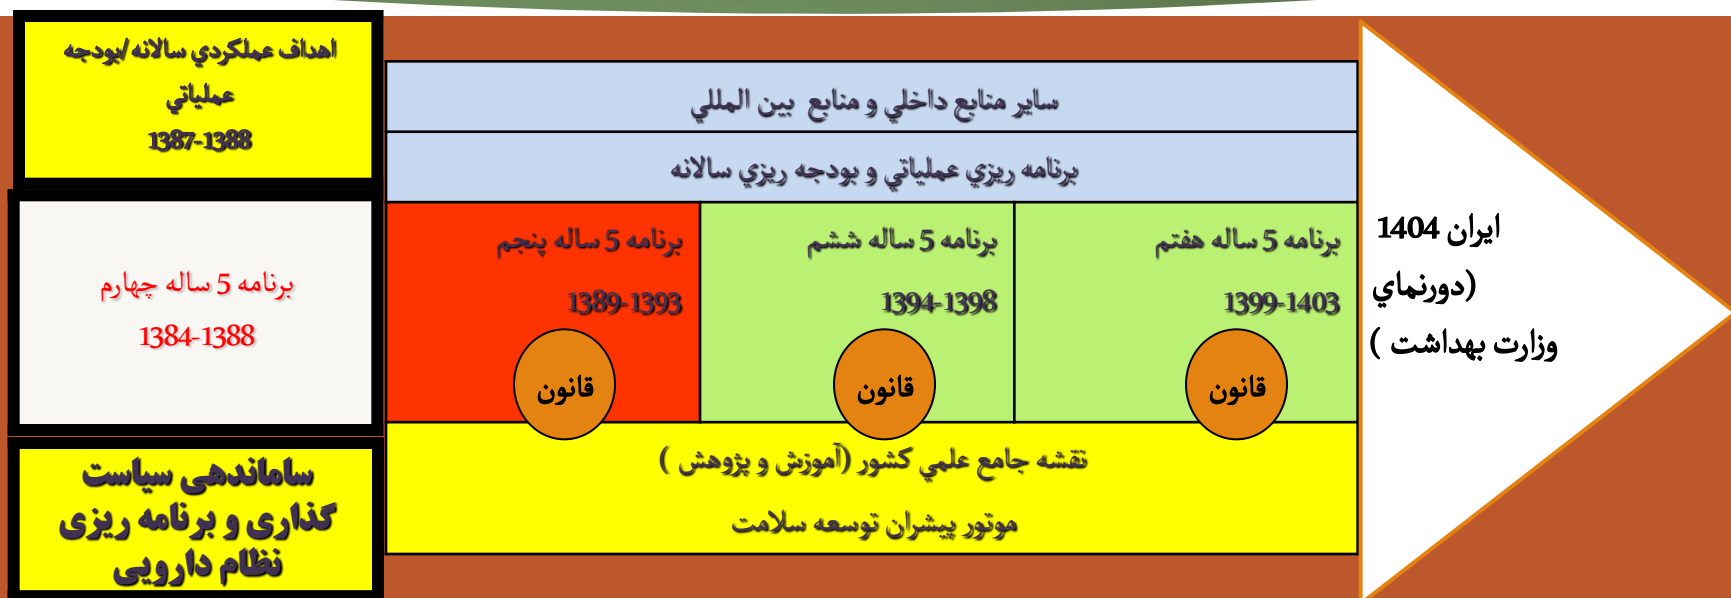 اهداف عملكردي سالانه/بودجه
عملياتي
1387-1388
برنامه 5 ساله چهارم
1384-1388
ساماندهی سیاست
گذاری و برنامه ریزی
نظام دارویی
ساير منابع داخلي و منابع بين المللي
برنامه ريزي عملياتي و بودجه ريزي سالانه
برنامه 5 ساله پنجم
1389-1393
قانون
برنامه 5 ساله ششم
1394-1398
قانون
برنامه 5 ساله هفتم
1399-1403
قانون
نقشه جامع علمي كشور (آموزش و پژوهش )
موتور پيشران توسعه سلامت
ايران 1404
(دورنماي
وزارت بهداشت )